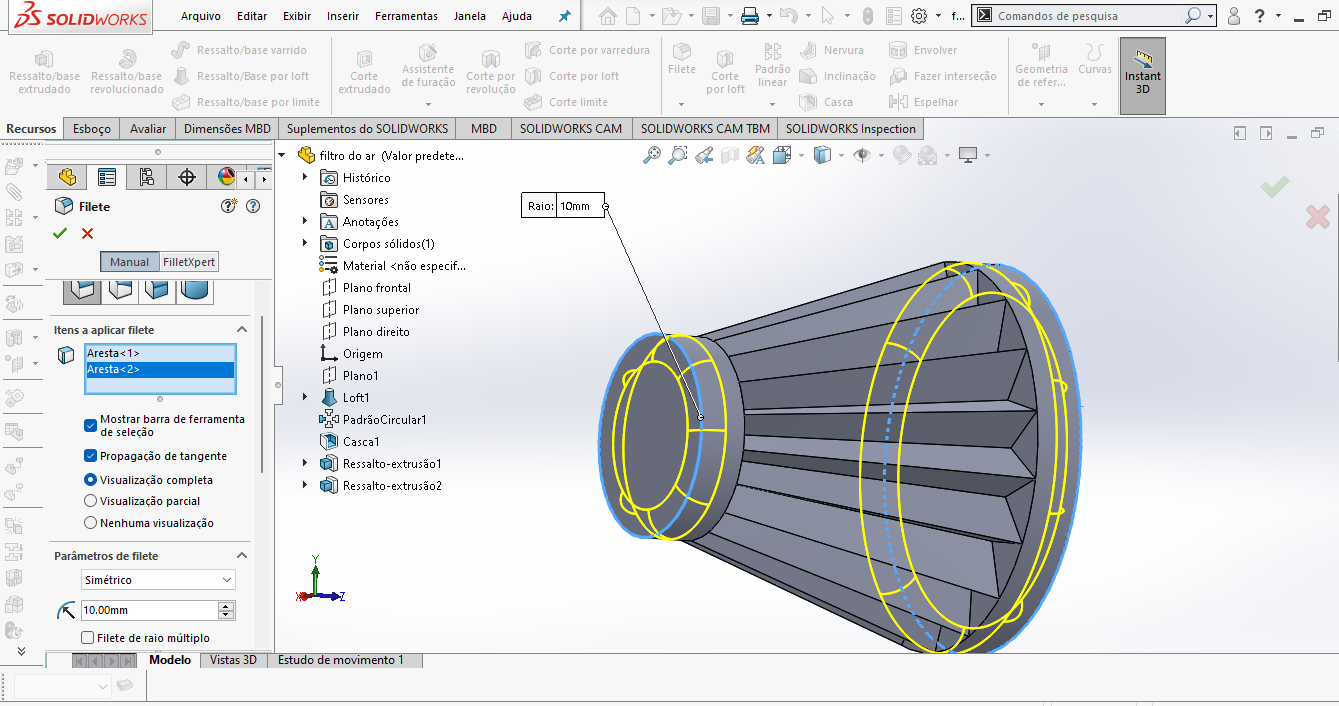 SOLIDWORKS
Arquivo Editar Exibir Inserir Ferramentas Janela Ajuda
f...
Comandos de pesquisa
Ressalto/base extrudado
Ressalto/base revolucionado
Ressalto/base varrido
Ressalto/Base por loft
Ressalto/base por limite
Corte extrudado
Assistente de furação
Corte por revolução
Corte por varredura
Corte por loft
Corte limite
Filete
Corte por loft
Padrão linear
Nervura
Inclinação
Casca
Envolver
Fazer interseção
Espelhar
Geometria de refer...
Curvas
Instant 3D
Recursos Esboço Avaliar Dimensões MBD Suplementos do SOLIDWORKS MBD SOLIDWORKS CAM SOLIDWORKS CAM TBM SOLIDWORKS Inspection
Filete
Manual FilletXpert
Itens a aplicar filete
Aresta<1>
Aresta<2>
Mostrar barra de ferramenta
de seleção
Propagação de tangente
Visualização completa
Visualização parcial
Nenhuma visualização
Parâmetros de filete
Simétrico
10.00mm
Filete de raio múltiplo
filtro do ar (Valor predete...
Histórico
Sensores
Anotações
Corpos sólidos(1)
Material <não especif...
Plano frontal
Plano superior
Plano direito
Origem
Plano1
Loft1
PadrãoCircular1
Casca1
Ressalto-extrusão1
Ressalto-extrusão2
Raio: 10mm
Y
X
Z
Modelo Vistas 3D Estudo de movimento 1